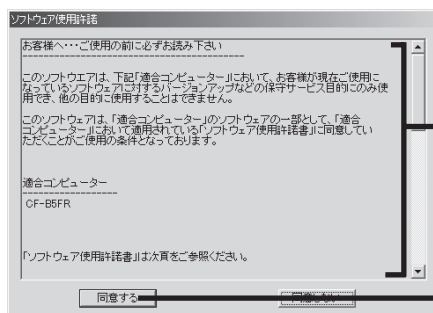 ソフトウェア使用許諾
お客様へ・・・ご使用の前に必ずお読み下さい
----------------------------------------
このソフトウエアは、下記「適合コンピューター」において、お客様が現在ご使用に
なっているソフトウェアに対するバージョンアップなどの保守サービス目的にのみ使
用でき、他の目的に使用することはできません。
このソフトウェアは、「適合コンピューター」のソフトウェアの一部として、「適合
コンピューター」において適用されている「ソフトウェア使用許諾書」に同意してい
ただくことがご使用の条件となっております。
適合コンピューター
-----------------
CF-B5FR
「ソフトウェア使用許諾書」は次頁をご参照ください。
同意する
同意しない